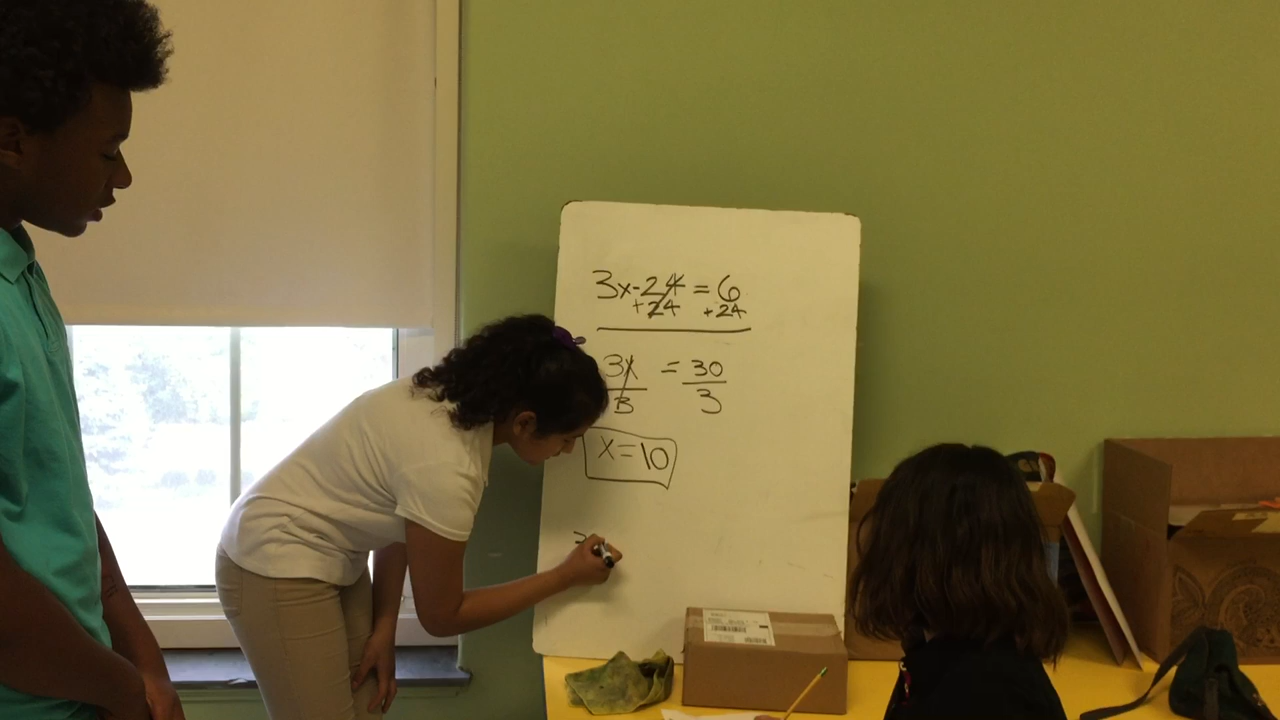 3x-24 = 6
+24 +24
3x = 30
3 3
x=10